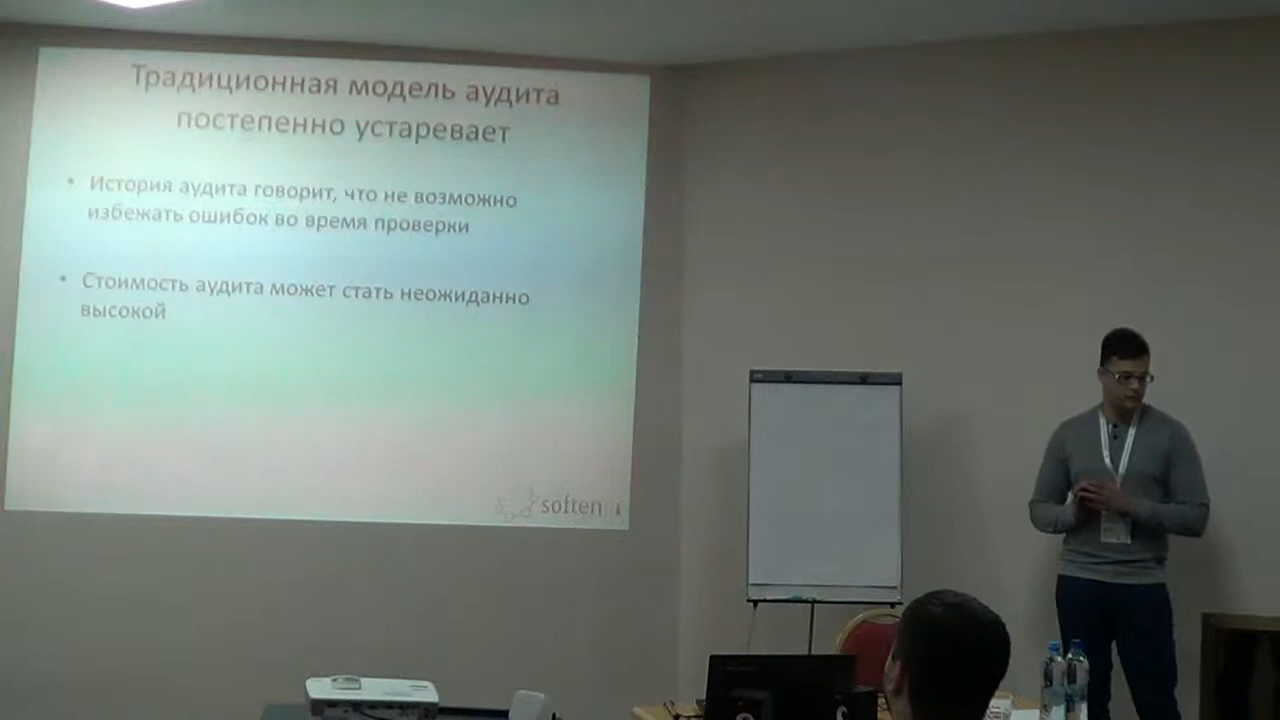 Традиционная модель аудита
постепенно устаревает
• История аудита говорит, что не возможно
избежать ошибок во время проверки
• Стоимость аудита может стать неожиданно
высокой